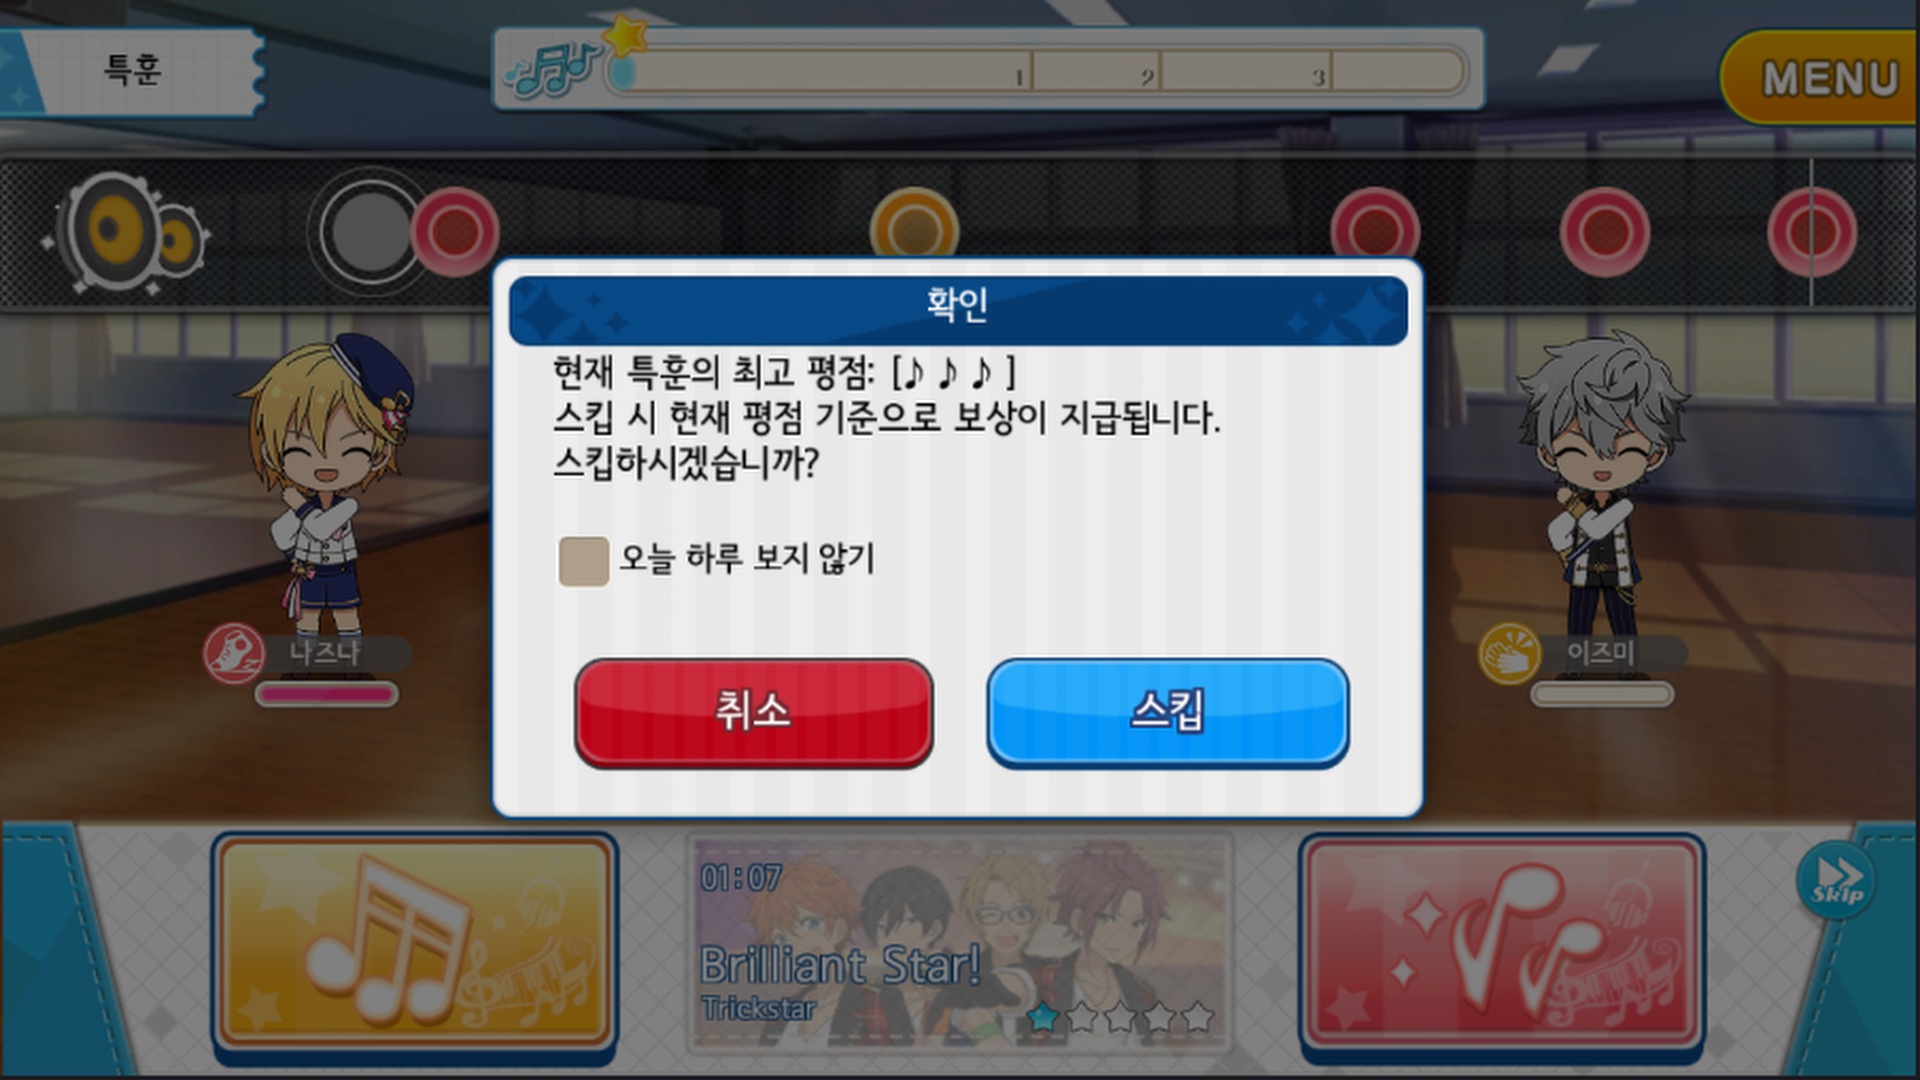 특훈
1 2 3
MENU
확인
현재 특훈의 최고 평점: [♪ ♪ ♪ ]
스킵 시 현재 평점 기준으로 보상이 지급됩니다.
스킵하시겠습니까?
오늘 하루 보지 않기
나즈나
이즈미
취소
스킵
01:07
Brilliant Star!
Trickstar
Skip